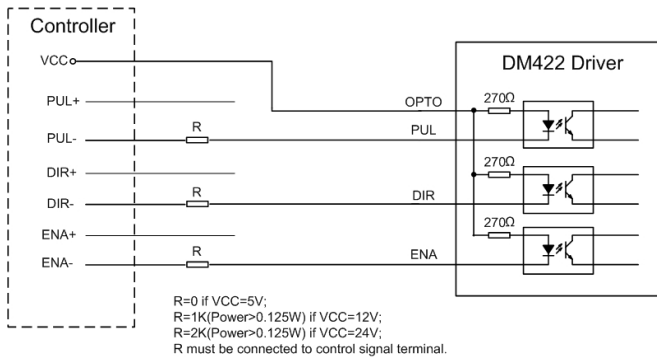 Controller
VCC
DM422 Driver
PUL+
OPTO
270Ω
PUL-
R
PUL
DIR+
270Ω
DIR-
R
DIR
ENA+
270Ω
ENA-
R
ENA
R=0 if VCC=5V;
R=1K(Power>0.125W) if VCC=12V;
R=2K(Power>0.125W) if VCC=24V;
R must be connected to control signal terminal.